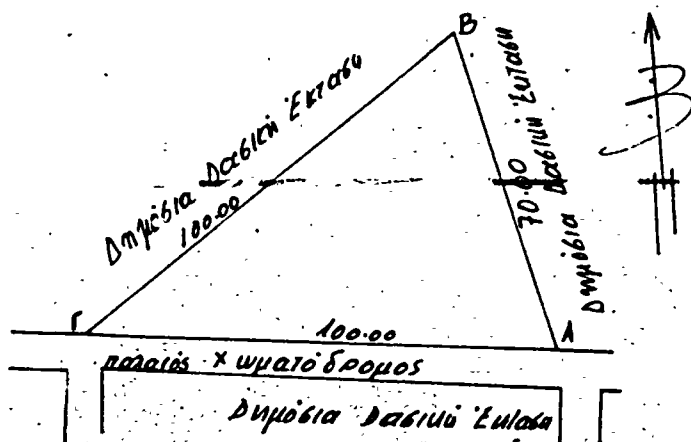 Β
Β
Δημόσια Δασική Έκταση
100.00
70.00
Δημόσια Δασική Έκταση
Γ
100.00
Α
παλαιός χωματόδρομος
Δημόσια Δασική Έκταση